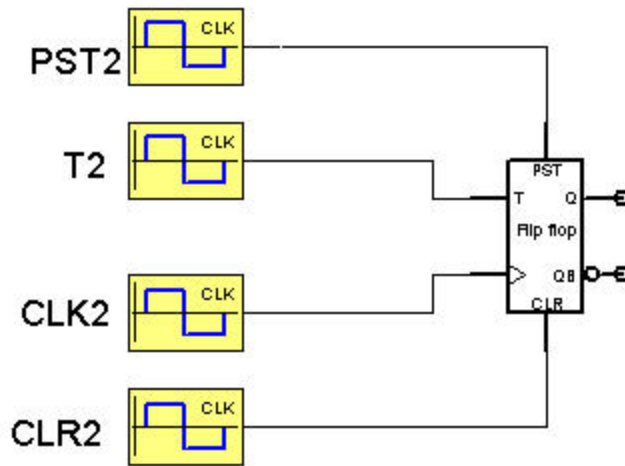 CLK
PST2
CLK
T2
PST
T Q
Flip flop
CLK
CLK2
QB
CLR
CLK
CLR2